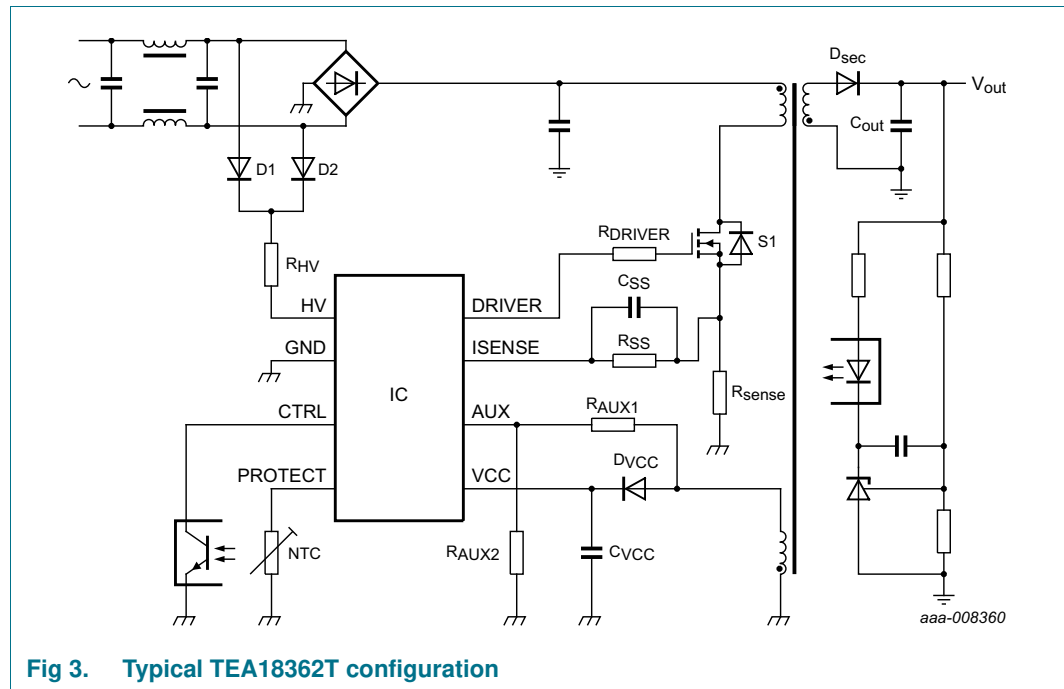 Dsec
Vout
Cout
D1
D2
RDRIVER
S1
RHV
CSS
HV
DRIVER
RSS
GND
ISENSE
IC
Rsense
RAUX1
CTRL
AUX
DVCC
PROTECT
VCC
NTC
RAUX2
CVCC
aaa-008360
Fig 3. Typical TEA18362T configuration